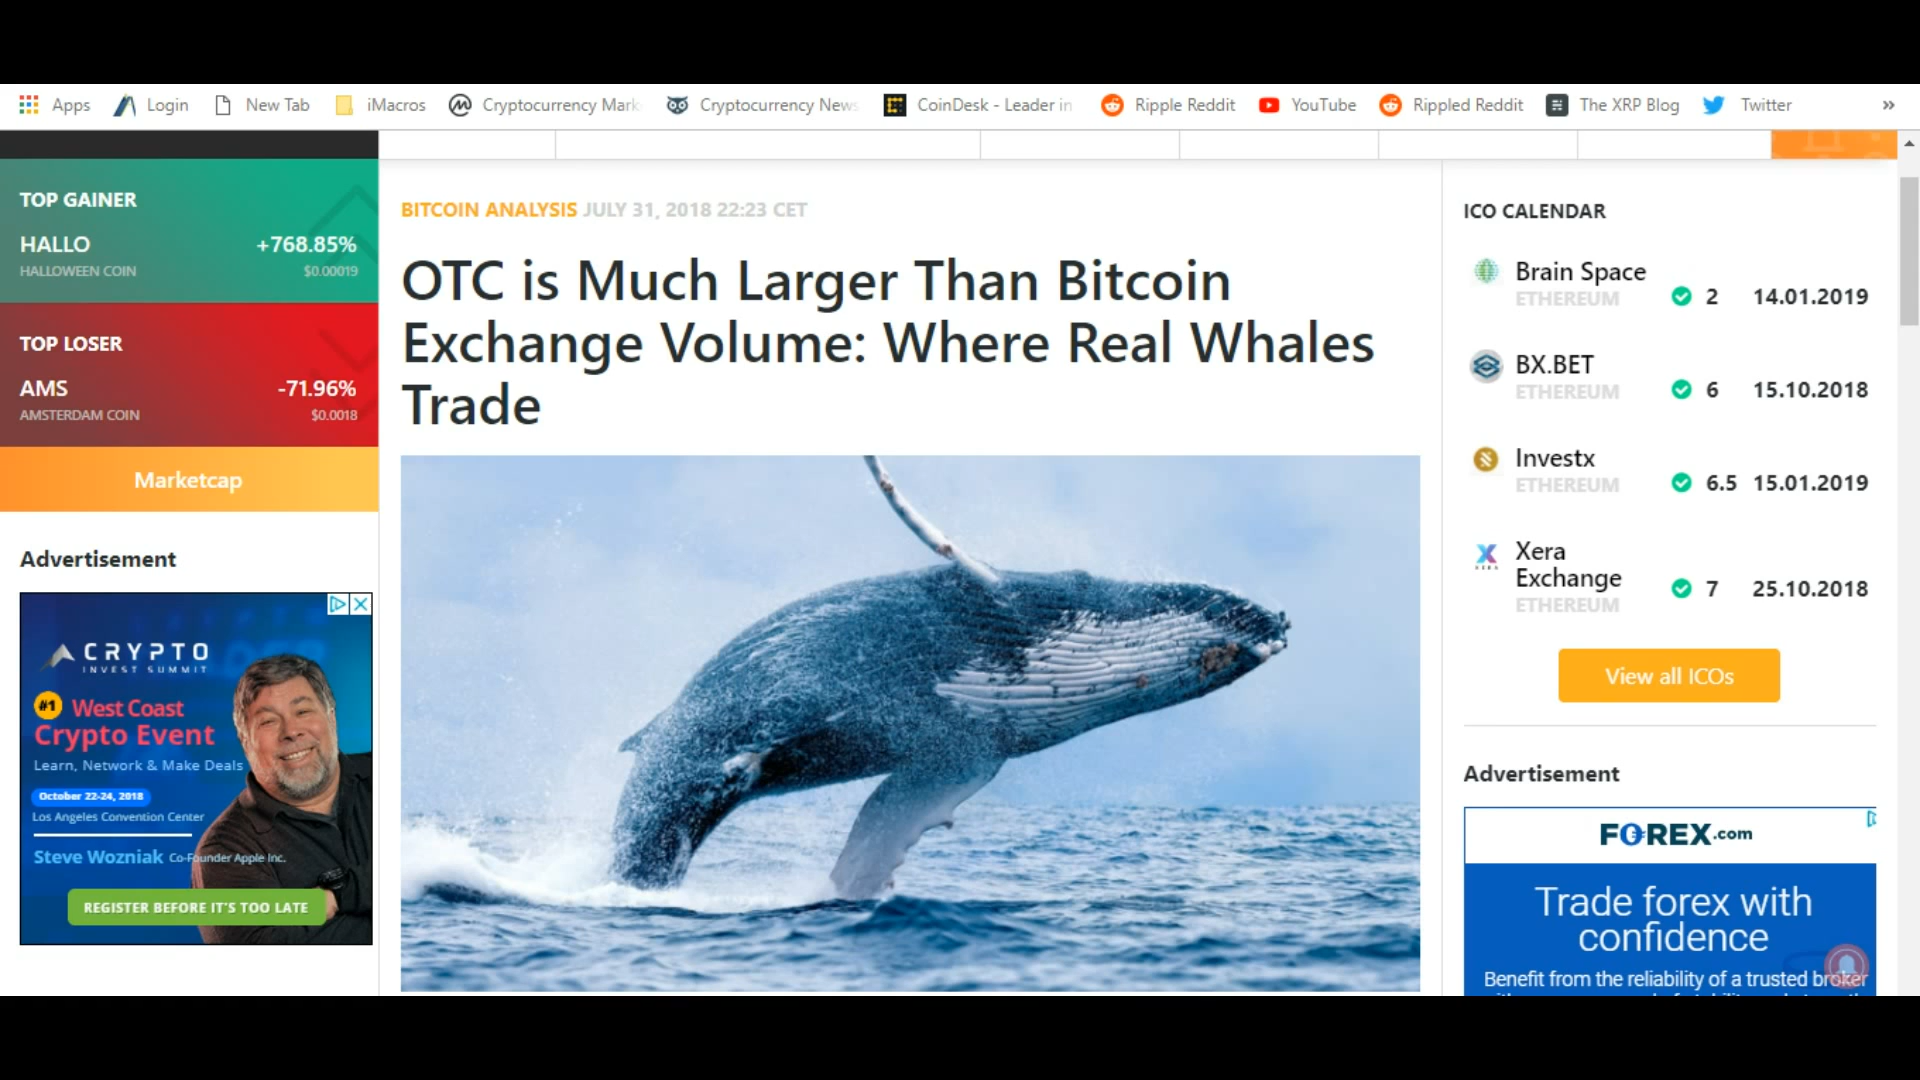 Apps Login New Tab iMacros Cryptocurrency Mark Cryptocurrency News CoinDesk - Leader in Ripple Reddit YouTube Rippled Reddit The XRP Blog Twitter »
TOP GAINER
HALLO +768.85%
HALLOWEEN COIN $0.00019
TOP LOSER
AMS -71.96%
AMSTERDAM COIN $0.0018
Marketcap
Advertisement
CRYPTO
INVEST SUMMIT
#1 West Coast
Crypto Event
Learn, Network & Make Deals
October 22-24, 2018
Los Angeles Convention Center
Steve Wozniak Co-Founder Apple Inc.
REGISTER BEFORE IT'S TOO LATE
BITCOIN ANALYSIS JULY 31, 2018 22:23 CET
OTC is Much Larger Than Bitcoin
Exchange Volume: Where Real Whales
Trade
ICO CALENDAR
Brain Space
ETHEREUM 2 14.01.2019
BX.BET
ETHEREUM 6 15.10.2018
Investx
ETHEREUM 6.5 15.01.2019
Xera
Exchange 7 25.10.2018
ETHEREUM
View all ICOs
Advertisement
FOREX.com
Trade forex with
confidence
Benefit from the reliability of a trusted broker